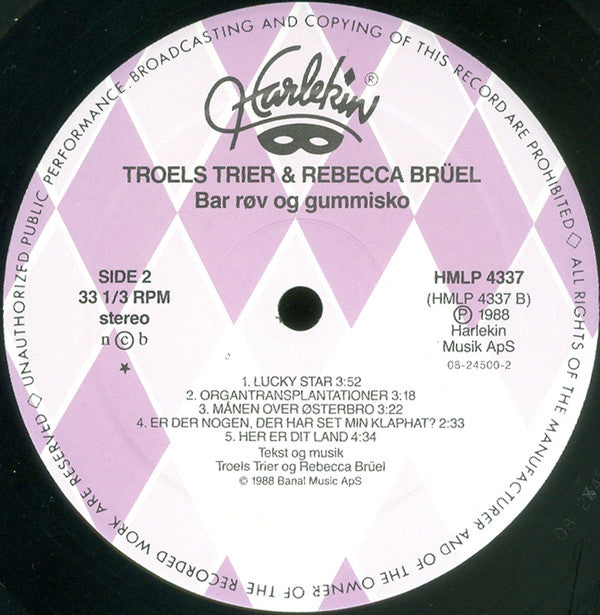 Harlekin®
TROELS TRIER & REBECCA BRÜEL
Bar røv og gummisko
SIDE 2
33 1/3 RPM
stereo
n©b
HMLP 4337
(HMLP 4337 B)
℗ 1988
Harlekin
Musik ApS
08-24500-2
1. LUCKY STAR 3:52
2. ORGANTRANSPLANTATIONER 3:18
3. MÅNEN OVER ØSTERBRO 3:22
4. ER DER NOGEN, DER HAR SET MIN KLAPHAT? 2:33
5. HER ER DIT LAND 4:34
Tekst og musik
Troels Trier og Rebecca Brüel
© 1988 Banal Music ApS
ALL RIGHTS OF THE MANUFACTURER AND OF THE OWNER OF THE RECORDED WORK ARE RESERVED ◇ UNAUTHORIZED PUBLIC PERFORMANCE, BROADCASTING AND COPYING OF THIS RECORD ARE PROHIBITED ◇